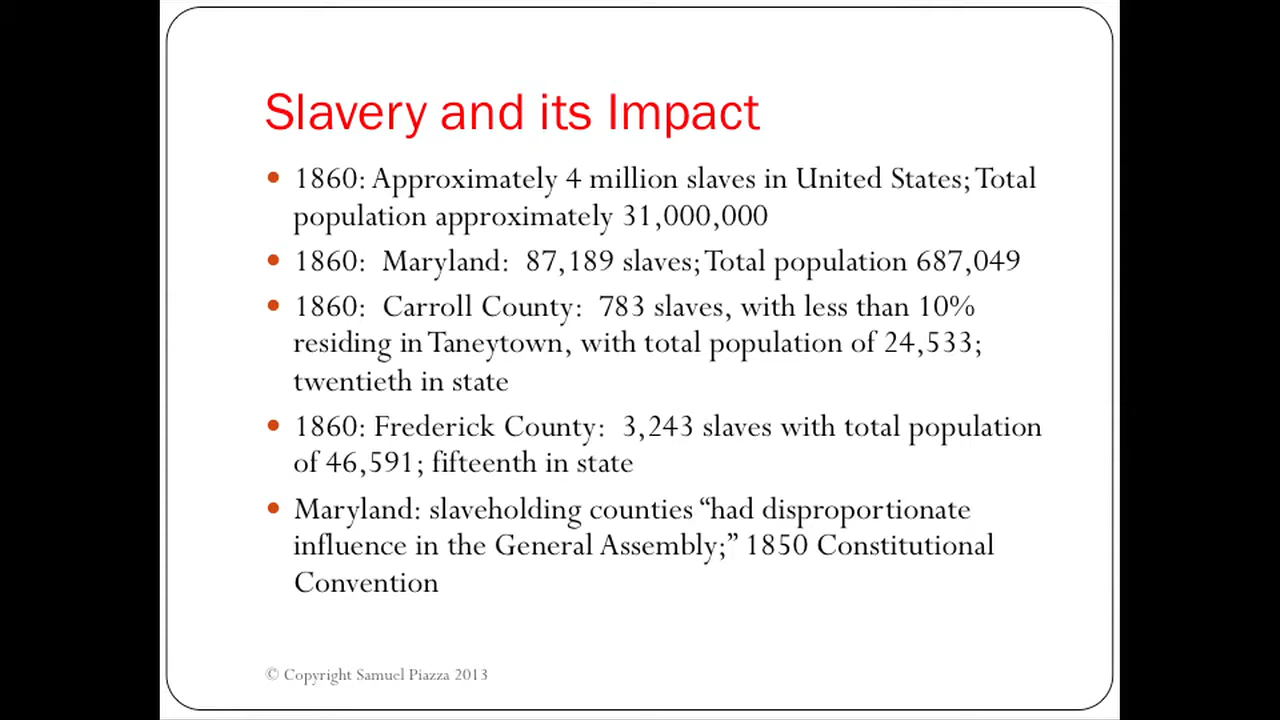 Slavery and its Impact
• 1860: Approximately 4 million slaves in United States; Total
population approximately 31,000,000
• 1860:  Maryland:  87,189 slaves; Total population 687,049
• 1860:  Carroll County:  783 slaves, with less than 10%
residing in Taneytown, with total population of 24,533;
twentieth in state
• 1860: Frederick County:  3,243 slaves with total population
of 46,591; fifteenth in state
• Maryland: slaveholding counties “had disproportionate
influence in the General Assembly;” 1850 Constitutional
Convention
© Copyright Samuel Piazza 2013